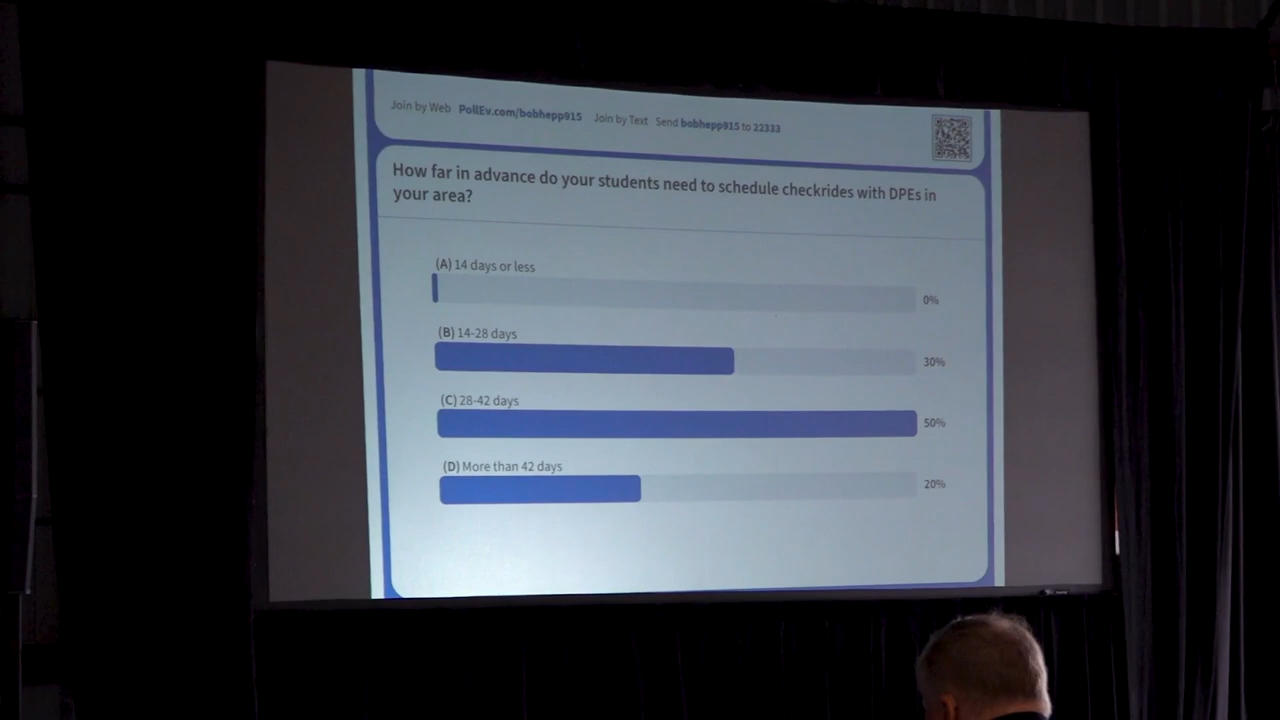 Join by Web PollEv.com/bobhepp915 Join by Text Send bobhepp915 to 22333
How far in advance do your students need to schedule checkrides with DPEs in
your area?
(A) 14 days or less
0%
(B) 14-28 days
30%
(C) 28-42 days
50%
(D) More than 42 days
20%